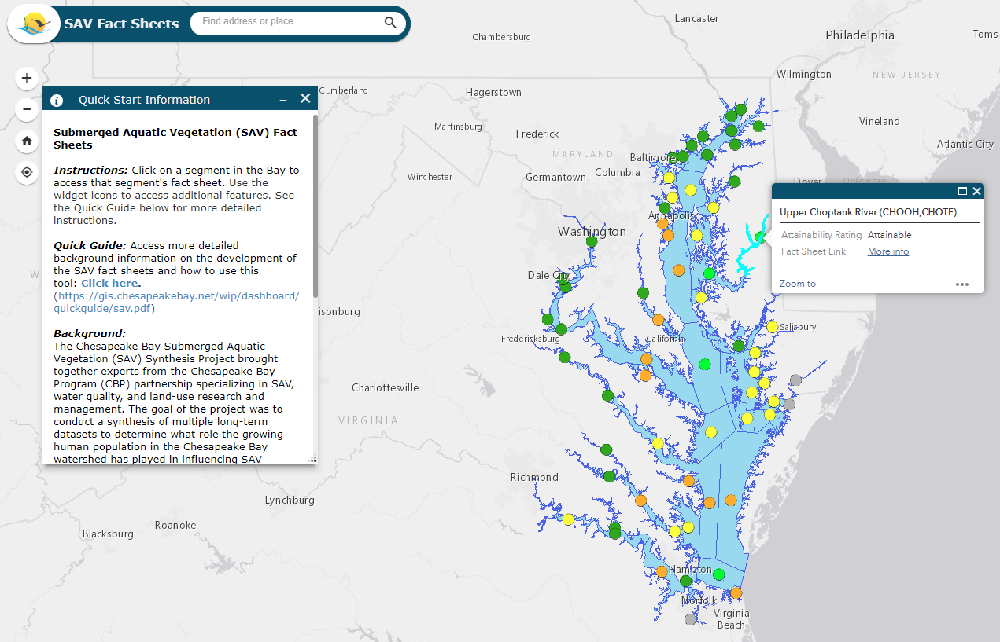 SAV Fact Sheets
Find address or place
Quick Start Information
Submerged Aquatic Vegetation (SAV) Fact
Sheets
Instructions: Click on a segment in the Bay to
access that segment's fact sheet. Use the
widget icons to access additional features. See
the Quick Guide below for more detailed
instructions.
Quick Guide: Access more detailed
background information on the development of
the SAV fact sheets and how to use this
tool: Click here.
(https://gis.chesapeakebay.net/wip/dashboard/
quickguide/sav.pdf)
Background:
The Chesapeake Bay Submerged Aquatic
Vegetation (SAV) Synthesis Project brought
together experts from the Chesapeake Bay
Program (CBP) partnership specializing in SAV,
water quality, and land-use research and
management. The goal of the project was to
conduct a synthesis of multiple long-term
datasets to determine what role the growing
human population in the Chesapeake Bay
watershed has played in influencing SAV
Lancaster
Chambersburg
Philadelphia
Toms
Wilmington
NEW JERSEY
Cumberland
Hagerstown
Vineland
Martinsburg
Frederick
Atlantic City
MARYLAND
Baltimore
Columbia
Winchester
Germantown
Dover
Delaware
Annapolis
Washington
Upper Choptank River (CHOOH,CHOTF)
Attainability Rating Attainable
Fact Sheet Link More info
Zoom to
W
Dale City
isonburg
Salisbury
Fredericksburg
California
Charlottesville
VIRGINIA
Richmond
Lynchburg
Roanoke
Blacksburg
Hampton
Norfolk
Virginia
Beach